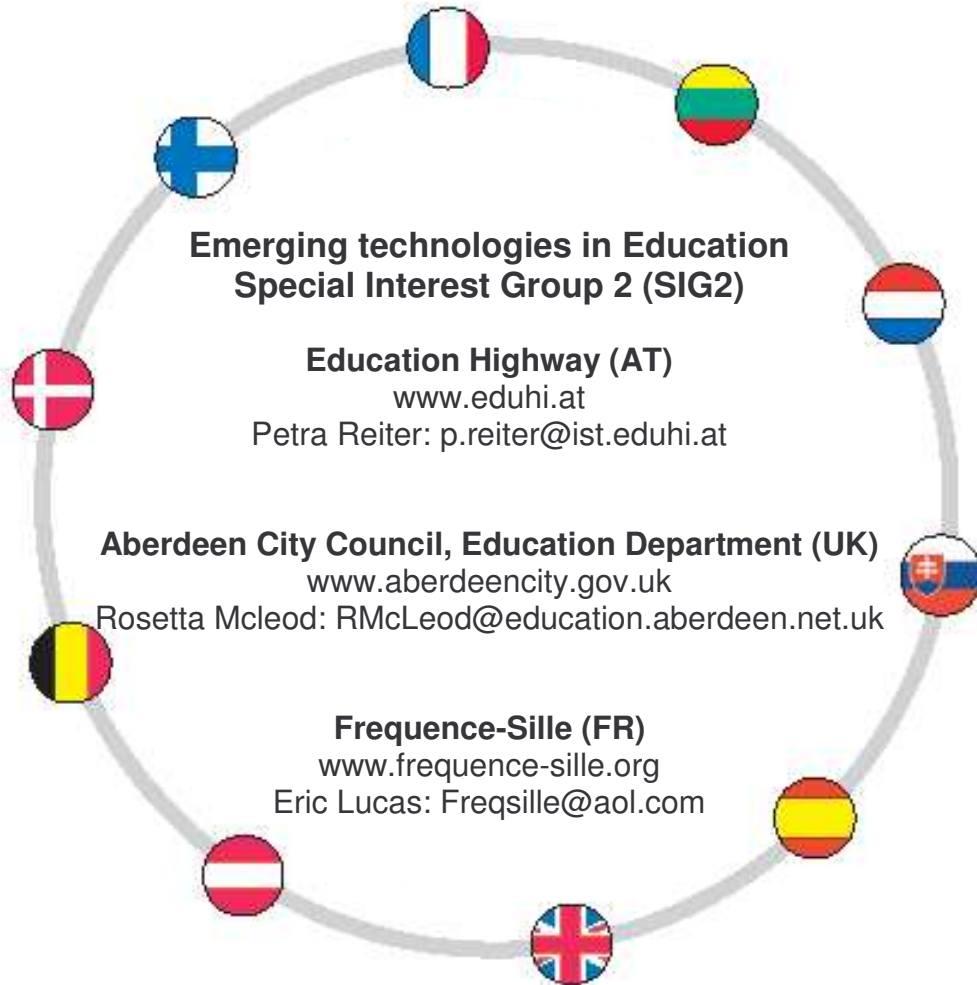 Emerging technologies in Education
Special Interest Group 2 (SIG2)
Education Highway (AT)
www.eduhi.at
Petra Reiter: p.reiter@ist.eduhi.at
Aberdeen City Council, Education Department (UK)
www.aberdeencity.gov.uk
Rosetta Mcleod: RMcLeod@education.aberdeen.net.uk
Frequence-Sille (FR)
www.frequence-sille.org
Eric Lucas: Freqsille@aol.com